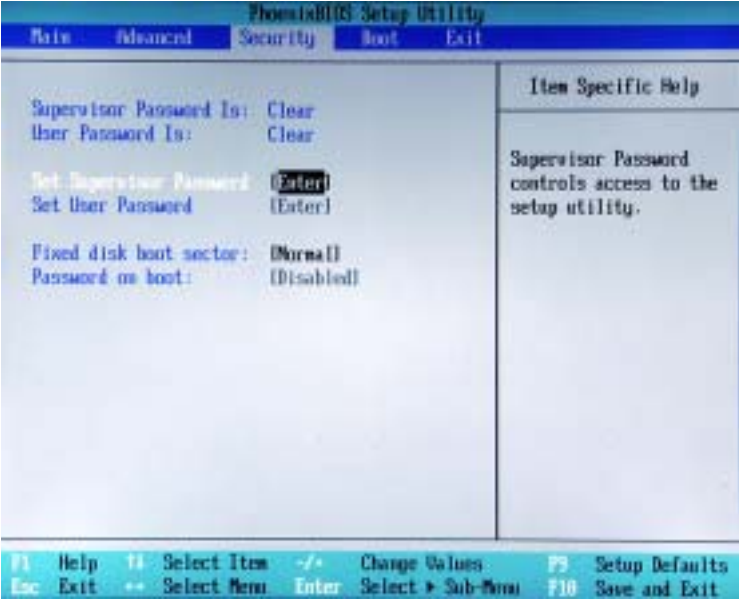 PhoenixBIOS Setup Utility
Main Advanced Security Boot Exit
Item Specific Help
Supervisor Password Is: Clear
User Password Is: Clear
Supervisor Password controls access to the setup utility.
Set Supervisor Password [Enter]
Set User Password [Enter]
Fixed disk boot sector: [Normal]
Password on boot: [Disabled]
F1 Help ↑↓ Select Item -/+ Change Values F9 Setup Defaults
Esc Exit ↔ Select Menu Enter Select ▶ Sub-Menu F10 Save and Exit